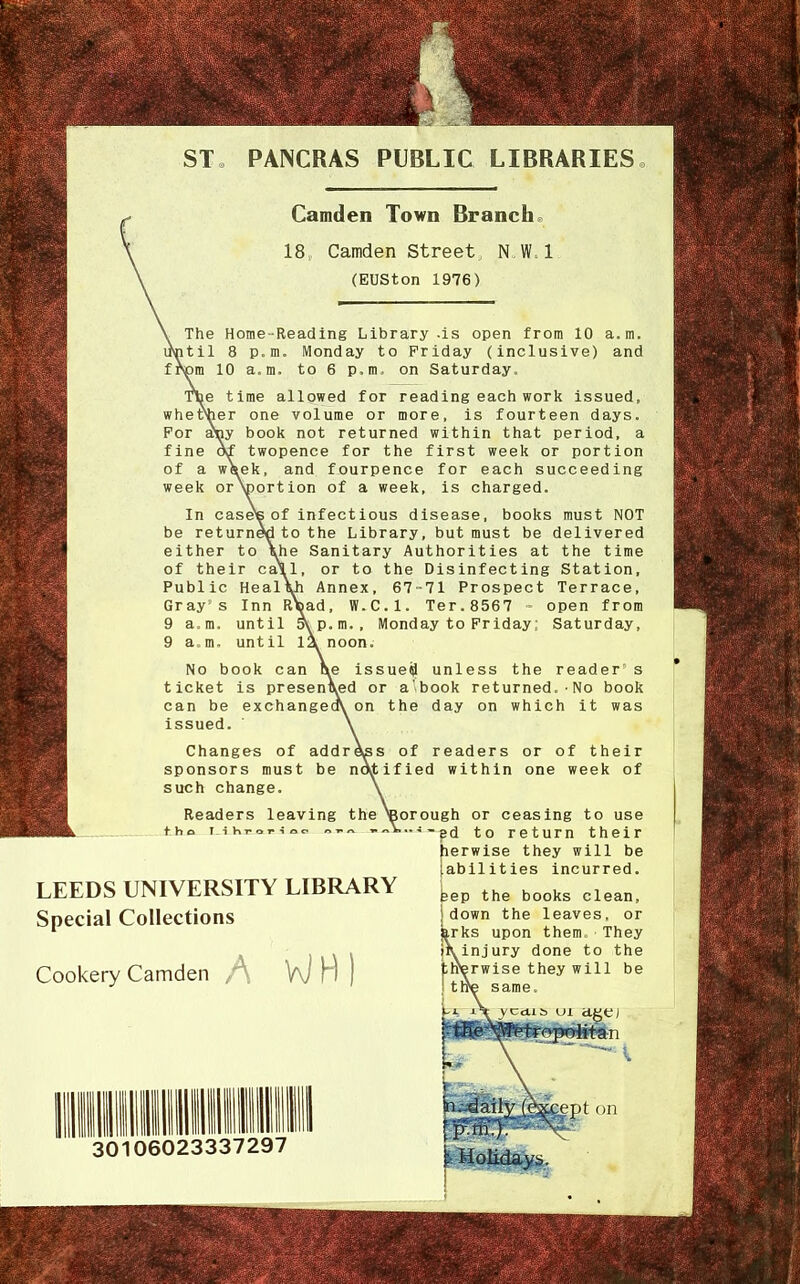 ST. PANCRAS PUBLIC LIBRARIES.
Camden Town Branch.
18, Camden Street, N.W.1
(EUSton 1976)
The Home-Reading Library is open from 10 a.m.
until 8 p.m. Monday to Friday (inclusive) and
from 10 a.m. to 6 p.m. on Saturday.
The time allowed for reading each work issued,
whether one volume or more, is fourteen days.
For any book not returned within that period, a
fine of twopence for the first week or portion
of a week, and fourpence for each succeeding
week or portion of a week, is charged.
In cases of infectious disease, books must NOT
be returned to the Library, but must be delivered
either to the Sanitary Authorities at the time
of their call, or to the Disinfecting Station,
Public Health Annex, 67-71 Prospect Terrace,
Gray's Inn Road, W.C.1. Ter.8567 - open from
9 a.m. until 5 p.m., Monday to Friday; Saturday,
9 a.m. until 12 noon.
No book can be issued unless the reader's
ticket is presented or a book returned. No book
can be exchanged on the day on which it was
issued.
Changes of address of readers or of their
sponsors must be notified within one week of
such change.
Readers leaving the Borough or ceasing to use
the Libraries are ed to return their
herwise they will be
abilities incurred.
eep the books clean,
down the leaves, or
arks upon them. They
injury done to the
therwise they will be
the same.
years of age)
the Metropolitan
n. daily (except on
p.m.).
Holidays.
LEEDS UNIVERSITY LIBRARY
Special Collections
Cookery Camden A WHI
30106023337297